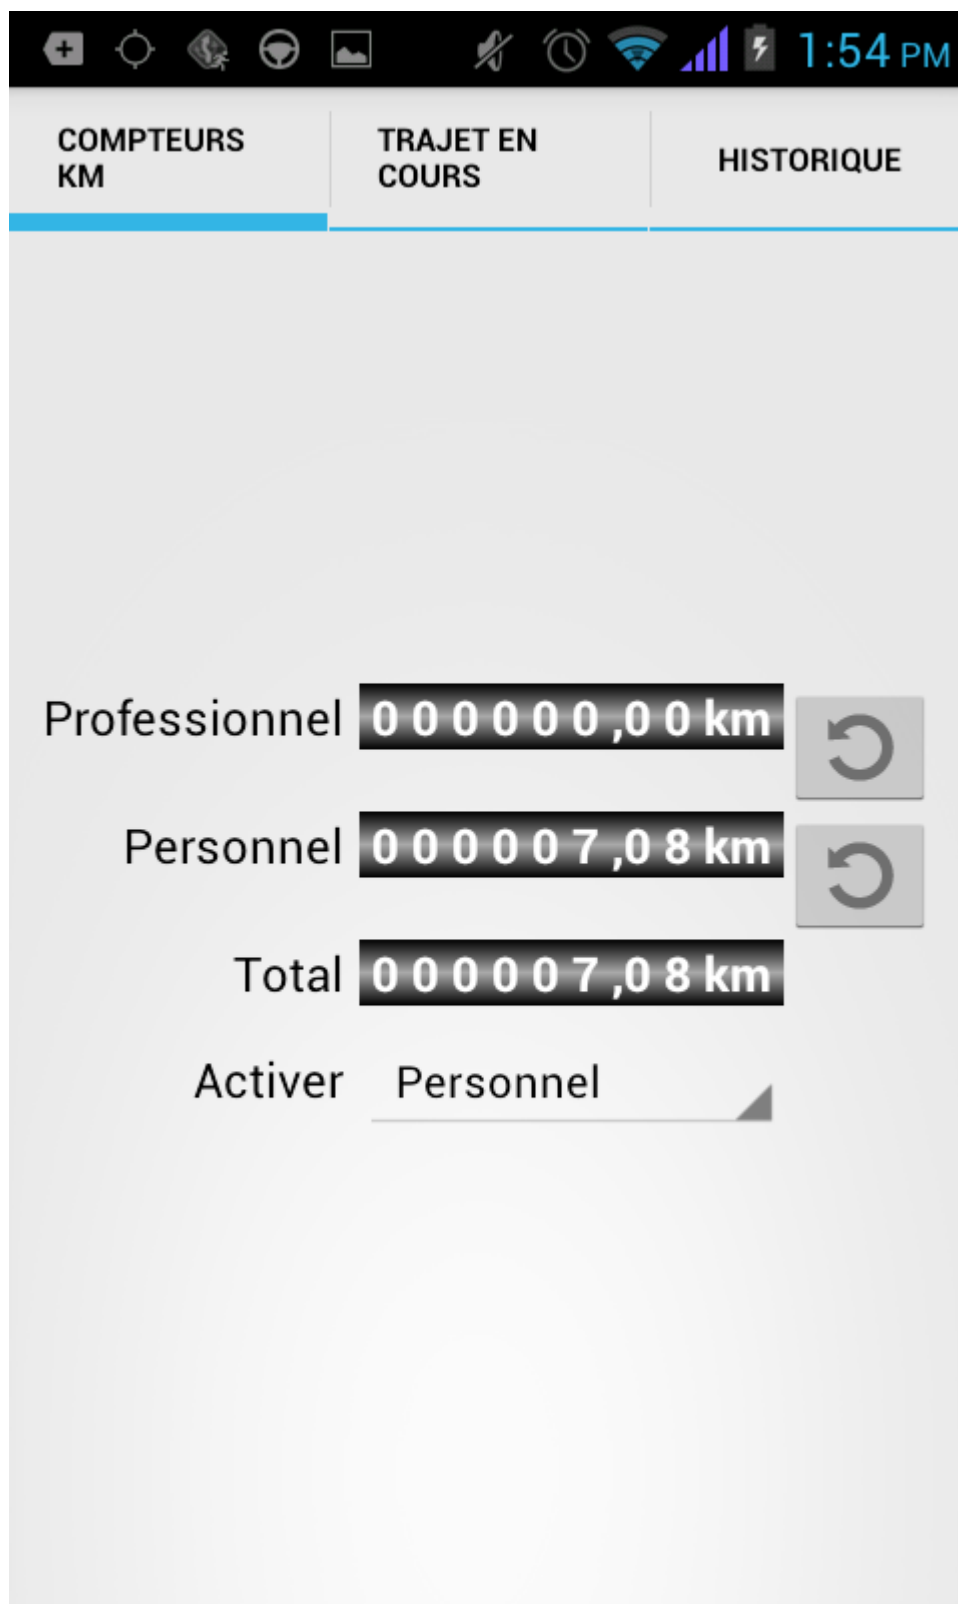 1:54 PM
COMPTEURS
KM
TRAJET EN
COURS
HISTORIQUE
Professionnel 000000,00 km
Personnel 000007,08 km
Total 000007,08 km
Activer Personnel